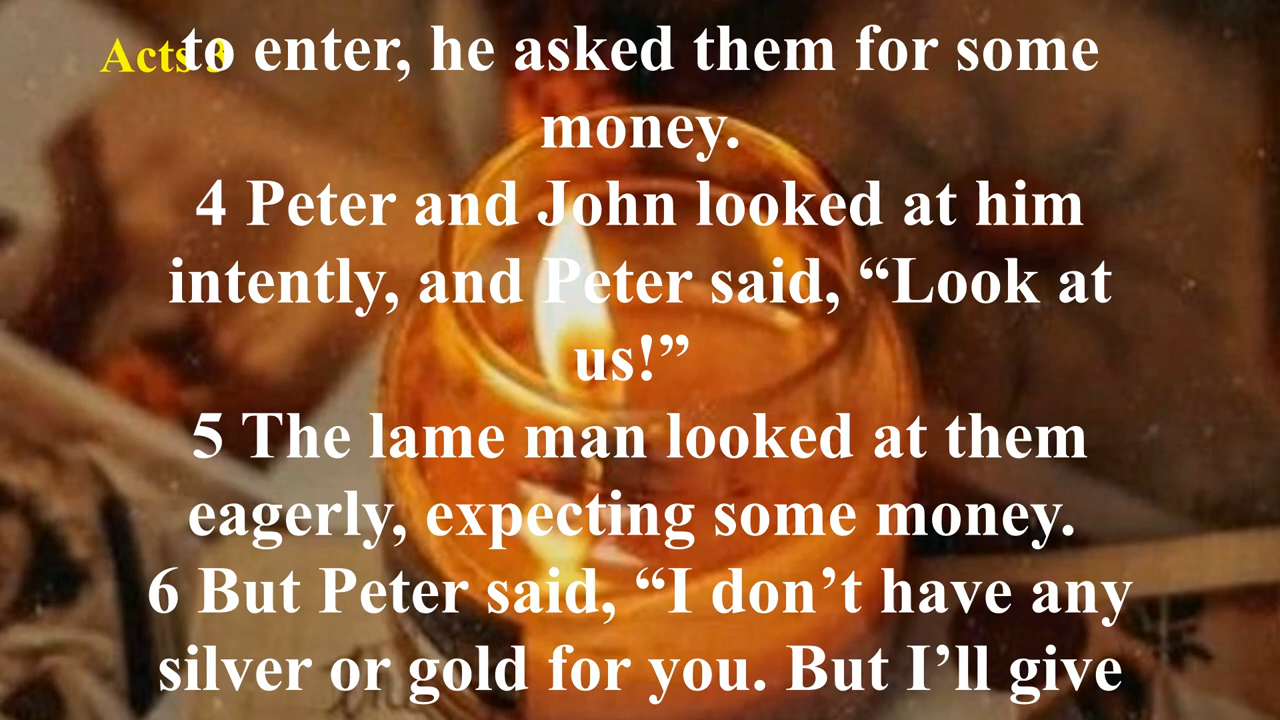 Acts 3
to enter, he asked them for some
money.
4 Peter and John looked at him
intently, and Peter said, “Look at
us!”
5 The lame man looked at them
eagerly, expecting some money.
6 But Peter said, “I don’t have any
silver or gold for you. But I’ll give